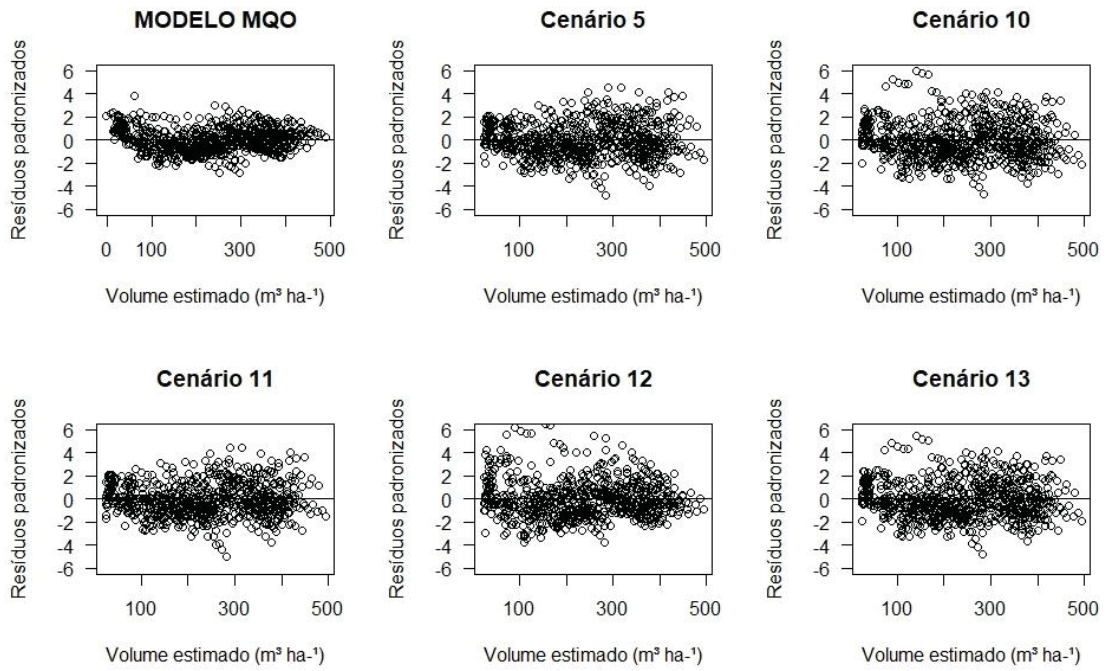 MODELO MQO
Resíduos padronizados
6
4
2
0
-2
-4
-6
0 100 300 500
Volume estimado (m³ ha-¹)
Cenário 5
Resíduos padronizados
6
4
2
0
-2
-4
-6
100 300 500
Volume estimado (m³ ha-¹)
Cenário 10
Resíduos padronizados
6
4
2
0
-2
-4
-6
100 300 500
Volume estimado (m³ ha-¹)
Cenário 11
Resíduos padronizados
6
4
2
0
-2
-4
-6
100 300 500
Volume estimado (m³ ha-¹)
Cenário 12
Resíduos padronizados
6
4
2
0
-2
-4
-6
100 300 500
Volume estimado (m³ ha-¹)
Cenário 13
Resíduos padronizados
6
4
2
0
-2
-4
-6
100 300 500
Volume estimado (m³ ha-¹)